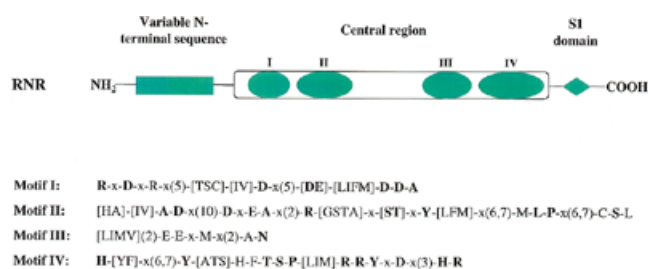 Variable N-
terminal sequence
Central region
S1
domain
I II III IV
RNR NH2 COOH
Motif I: R-x-D-x-R-x(5)-[TSC]-[IV]-D-x(5)-[DE]-[LIFM]-D-D-A
Motif II: [HA]-[IV]-A-D-x(10)-D-x-E-A-x(2)-R-[GSTA]-x-[ST]-x-Y-[LFM]-x(6,7)-M-L-P-x(6,7)-C-S-L
Motif III: [LIMV](2)-E-E-x-M-x(2)-A-N
Motif IV: H-[YF]-x(6,7)-Y-[ATS]-H-F-T-S-P-[LIM]-R-R-Y-x-D-x(3)-H-R